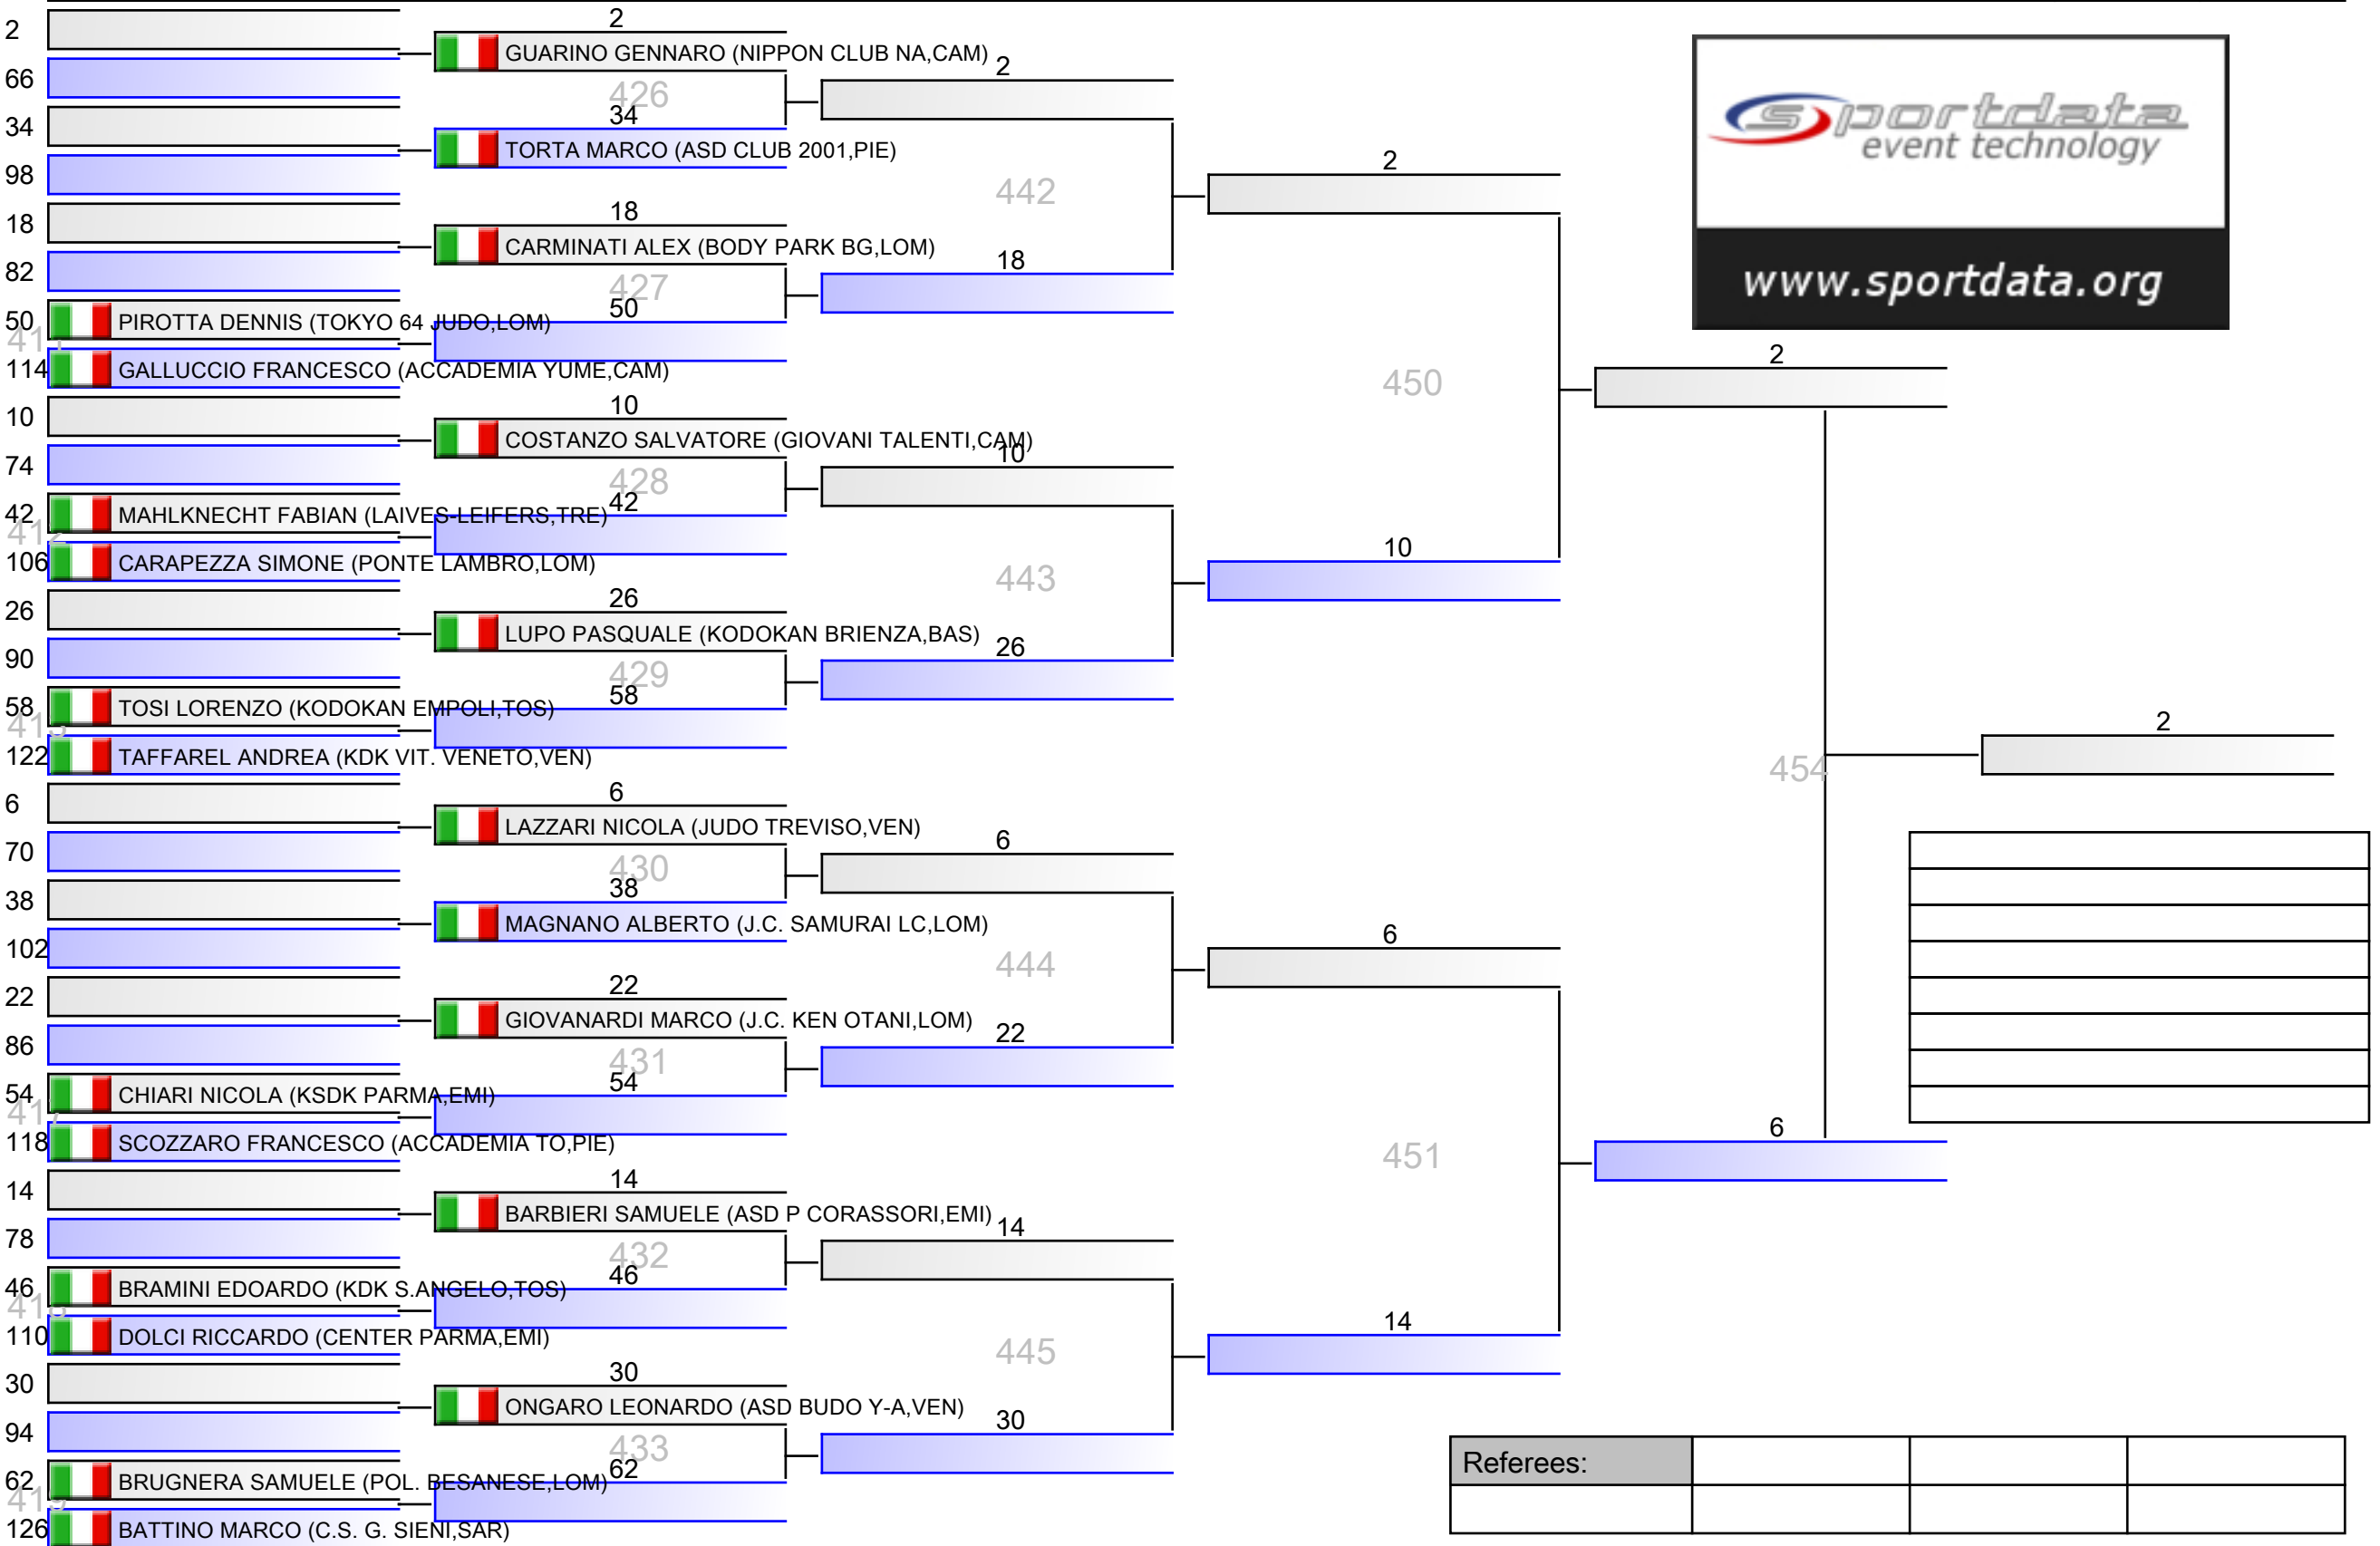 2
66
34
98
18
82
50 PIROTTA DENNIS (TOKYO 64 JUDO,LOM)
114 GALLUCCIO FRANCESCO (ACCADEMIA YUME,CAM)
10
74
42 MAHLKNECHT FABIAN (LAIVES-LEIFERS,TRE)
106 CARAPEZZA SIMONE (PONTE LAMBRO,LOM)
26
90
58 TOSI LORENZO (KODOKAN EMPOLI,TOS)
122 TAFFAREL ANDREA (KDK VIT. VENETO,VEN)
6
70
38
102
22
86
54 CHIARI NICOLA (KSDK PARMA,EMI)
118 SCOZZARO FRANCESCO (ACCADEMIA TO,PIE)
14
78
46 BRAMINI EDOARDO (KDK S.ANGELO,TOS)
110 DOLCI RICCARDO (CENTER PARMA,EMI)
30
94
62 BRUGNERA SAMUELE (POL. BESANESE,LOM)
126 BATTINO MARCO (C.S. G. SIENI,SAR)
2
GUARINO GENNARO (NIPPON CLUB NA,CAM)
426
34
TORTA MARCO (ASD CLUB 2001,PIE)
18
CARMINATI ALEX (BODY PARK BG,LOM)
427
50
10
COSTANZO SALVATORE (GIOVANI TALENTI,CAM)
428
42
26
LUPO PASQUALE (KODOKAN BRIENZA,BAS)
429
58
6
LAZZARI NICOLA (JUDO TREVISO,VEN)
430
38
MAGNANO ALBERTO (J.C. SAMURAI LC,LOM)
22
GIOVANARDI MARCO (J.C. KEN OTANI,LOM)
431
54
14
BARBIERI SAMUELE (ASD P CORASSORI,EMI)
432
46
30
ONGARO LEONARDO (ASD BUDO Y-A,VEN)
433
62
2
442
18
10
443
26
6
444
22
14
445
30
2
450
10
6
451
14
2
454
6
2
sportdata
event technology
www.sportdata.org
Referees: